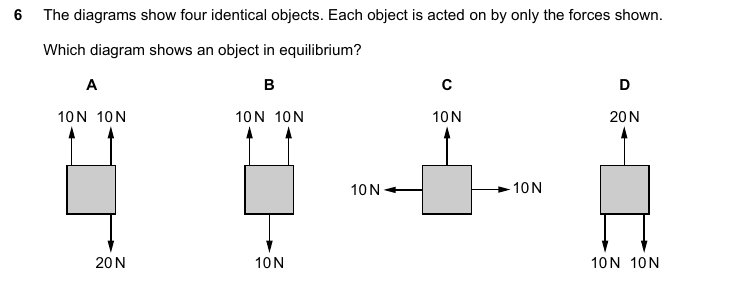 6 The diagrams show four identical objects. Each object is acted on by only the forces shown.
Which diagram shows an object in equilibrium?
A B C D
10 N 10 N 10 N 10 N 10 N 20 N
10 N 10 N
20 N 10 N 10 N 10 N